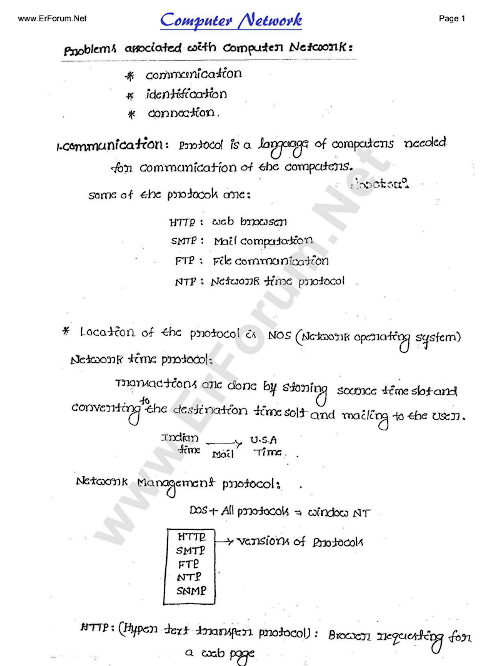 www.ErForum.Net
Computer Network
Page 1
Problems associated with Computer Network:
* communication
* identification
* connection.
1.communication: Protocol is a language of computers needed
for communication of the computers.
some of the protocols are:
HTTP : web browser
SMTP : Mail computation
FTP : File communication
NTP : Network time protocol
* Location of the protocol is NOS (Network operating system)
Network time protocol:
Transactions are done by storing source time slot and
converting to the destination time solt and mailing to the user.
Indian time Mail U.S.A Time.
Network Management protocol:
DOS + All protocols = window NT
HTTP → versions of Protocols
SMTP
FTP
NTP
SNMP
HTTP: (Hyper text transfer protocol): Browser requesting for
a web page
www.ErForum.Net